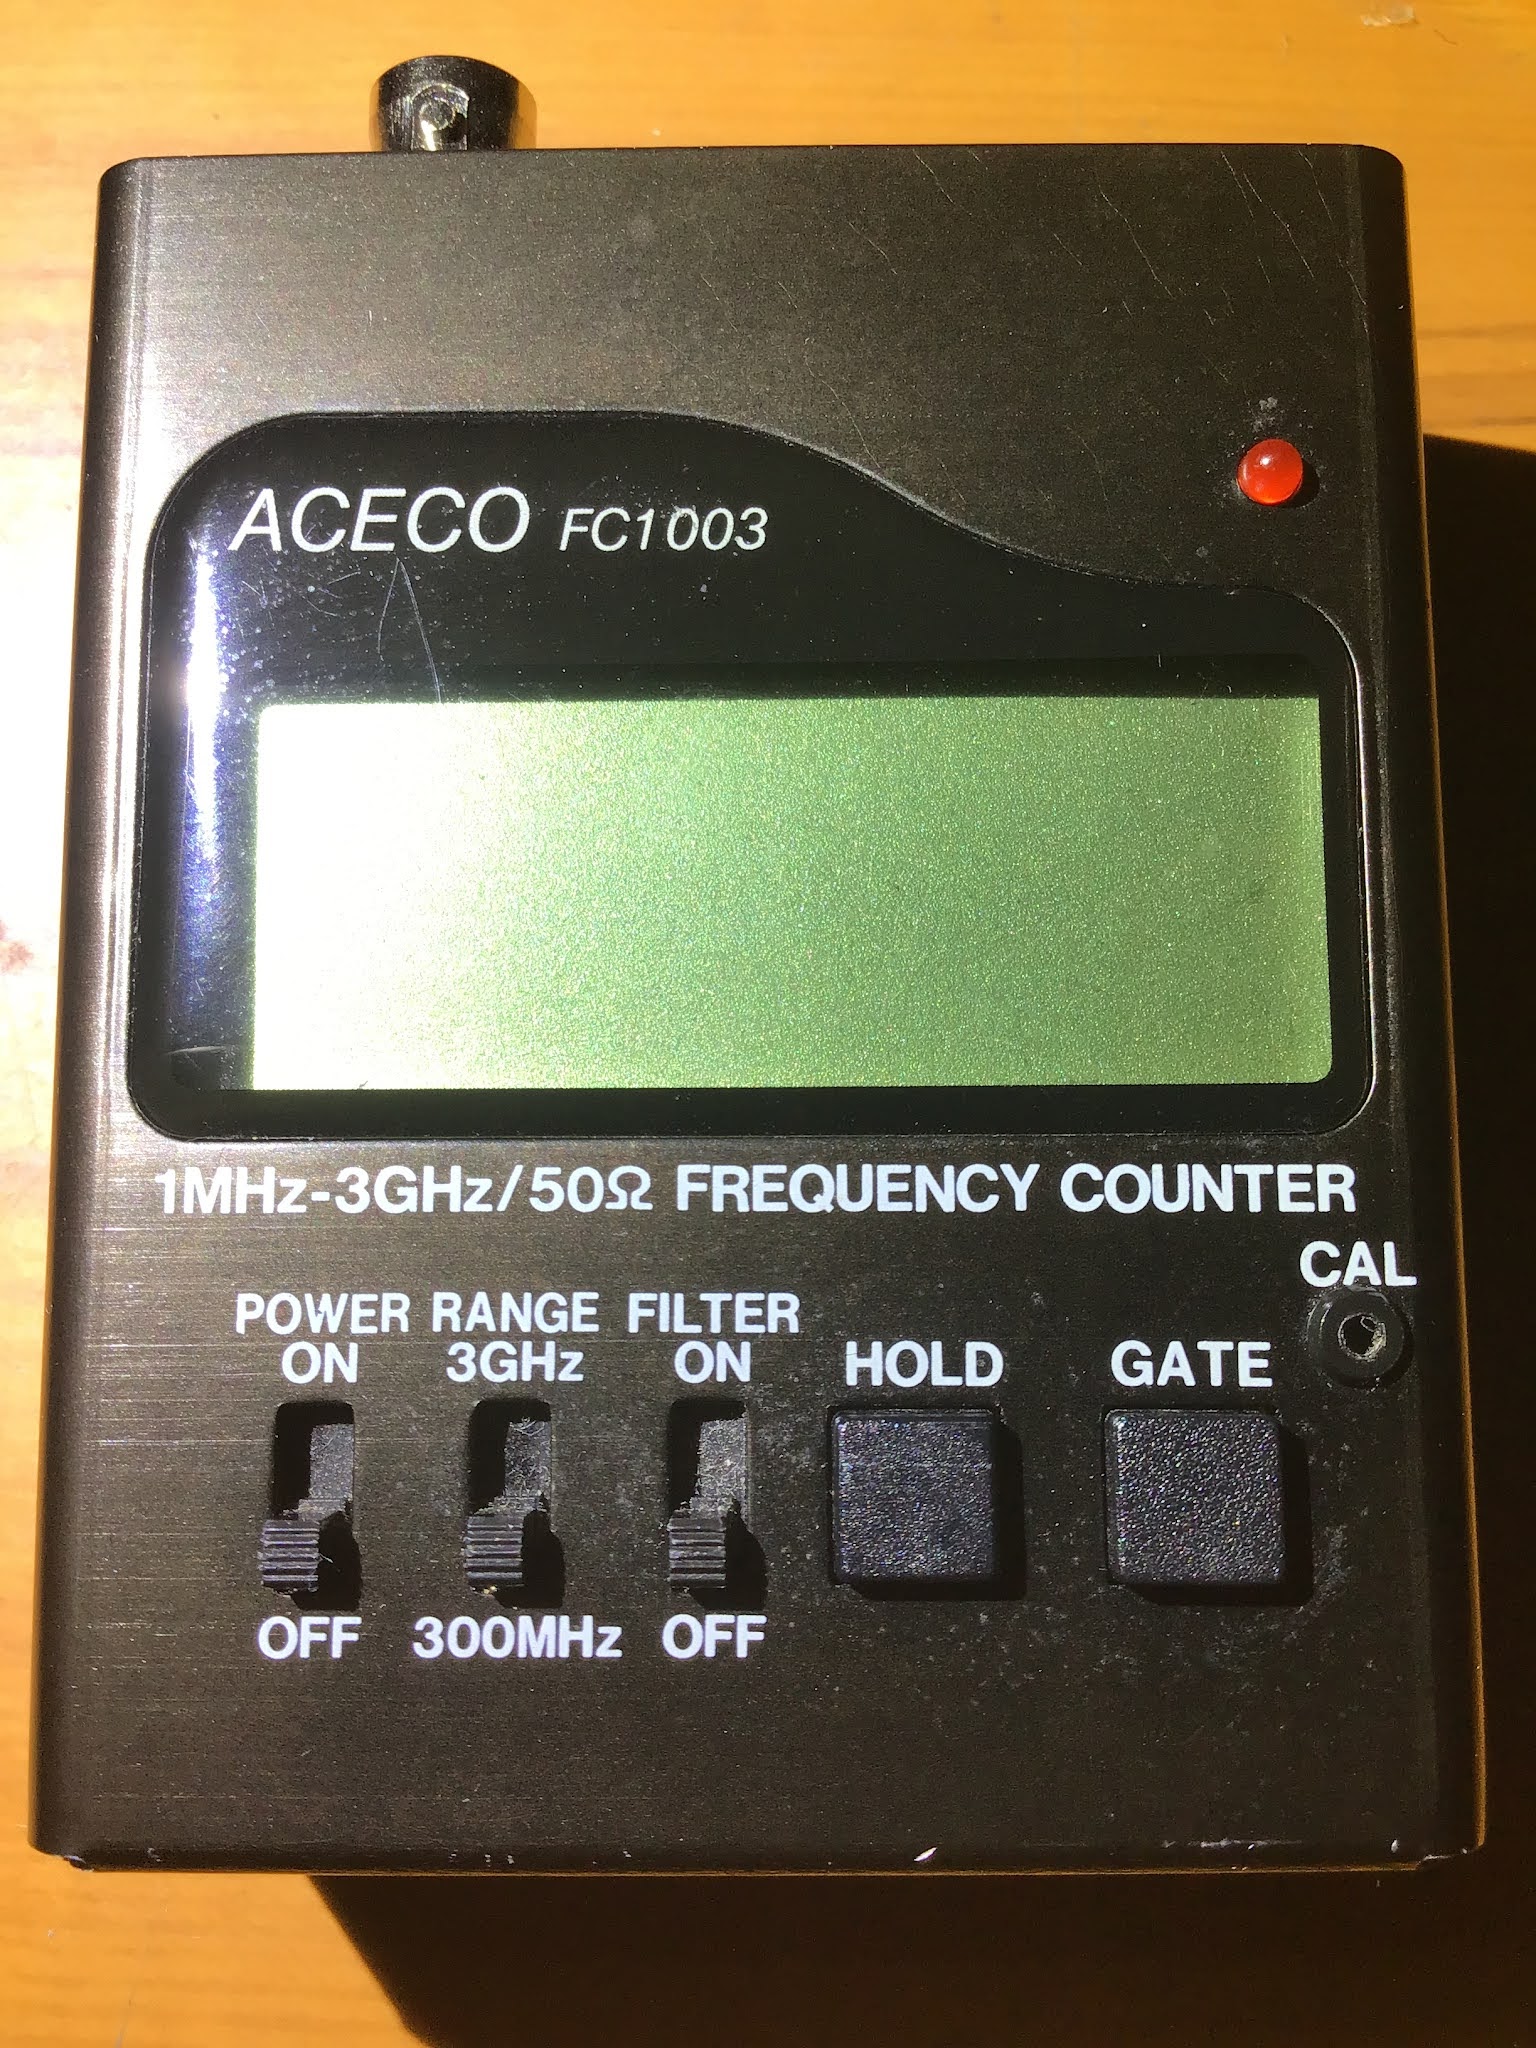 ACECO FC1003
1MHz-3GHz/50Ω FREQUENCY COUNTER
CAL
POWER RANGE FILTER
ON 3GHz ON HOLD GATE
OFF 300MHz OFF